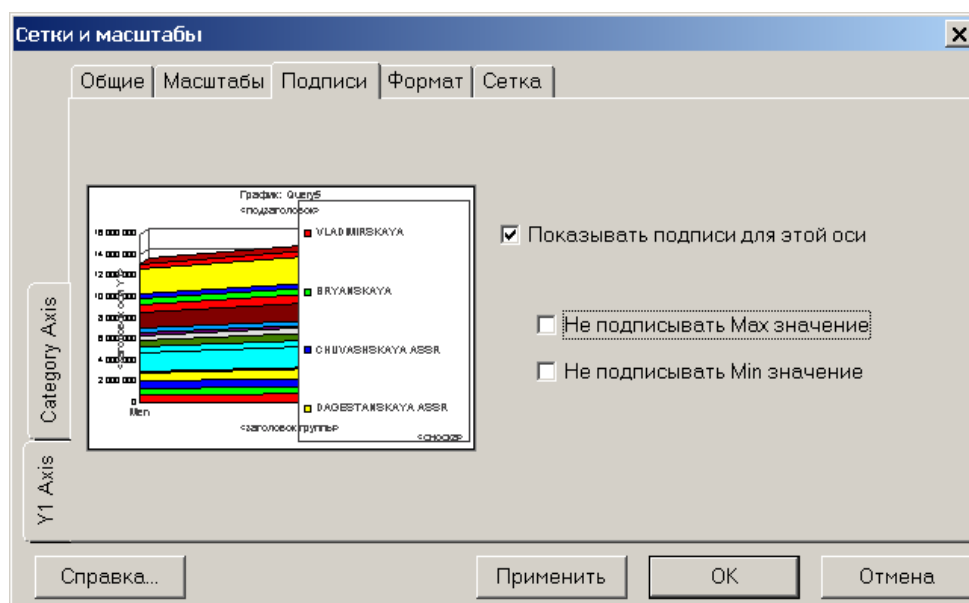 Сетки и масштабы
Общие Масштабы Подписи Формат Сетка
График: Query5
<подзаголовок>
16 000 000
14 000 000
12 000 000
10 000 000
8 000 000
6 000 000
4 000 000
2 000 000
0
Men
VLADIMIRSKAYA
BRYANSKAYA
CHUVASHSKAYA ASSR
DAGESTANSKAYA ASSR
<заголовок группы>
<сноска>
Показывать подписи для этой оси
Не подписывать Max значение
Не подписывать Min значение
Category Axis
Y1 Axis
Справка... Применить OK Отмена